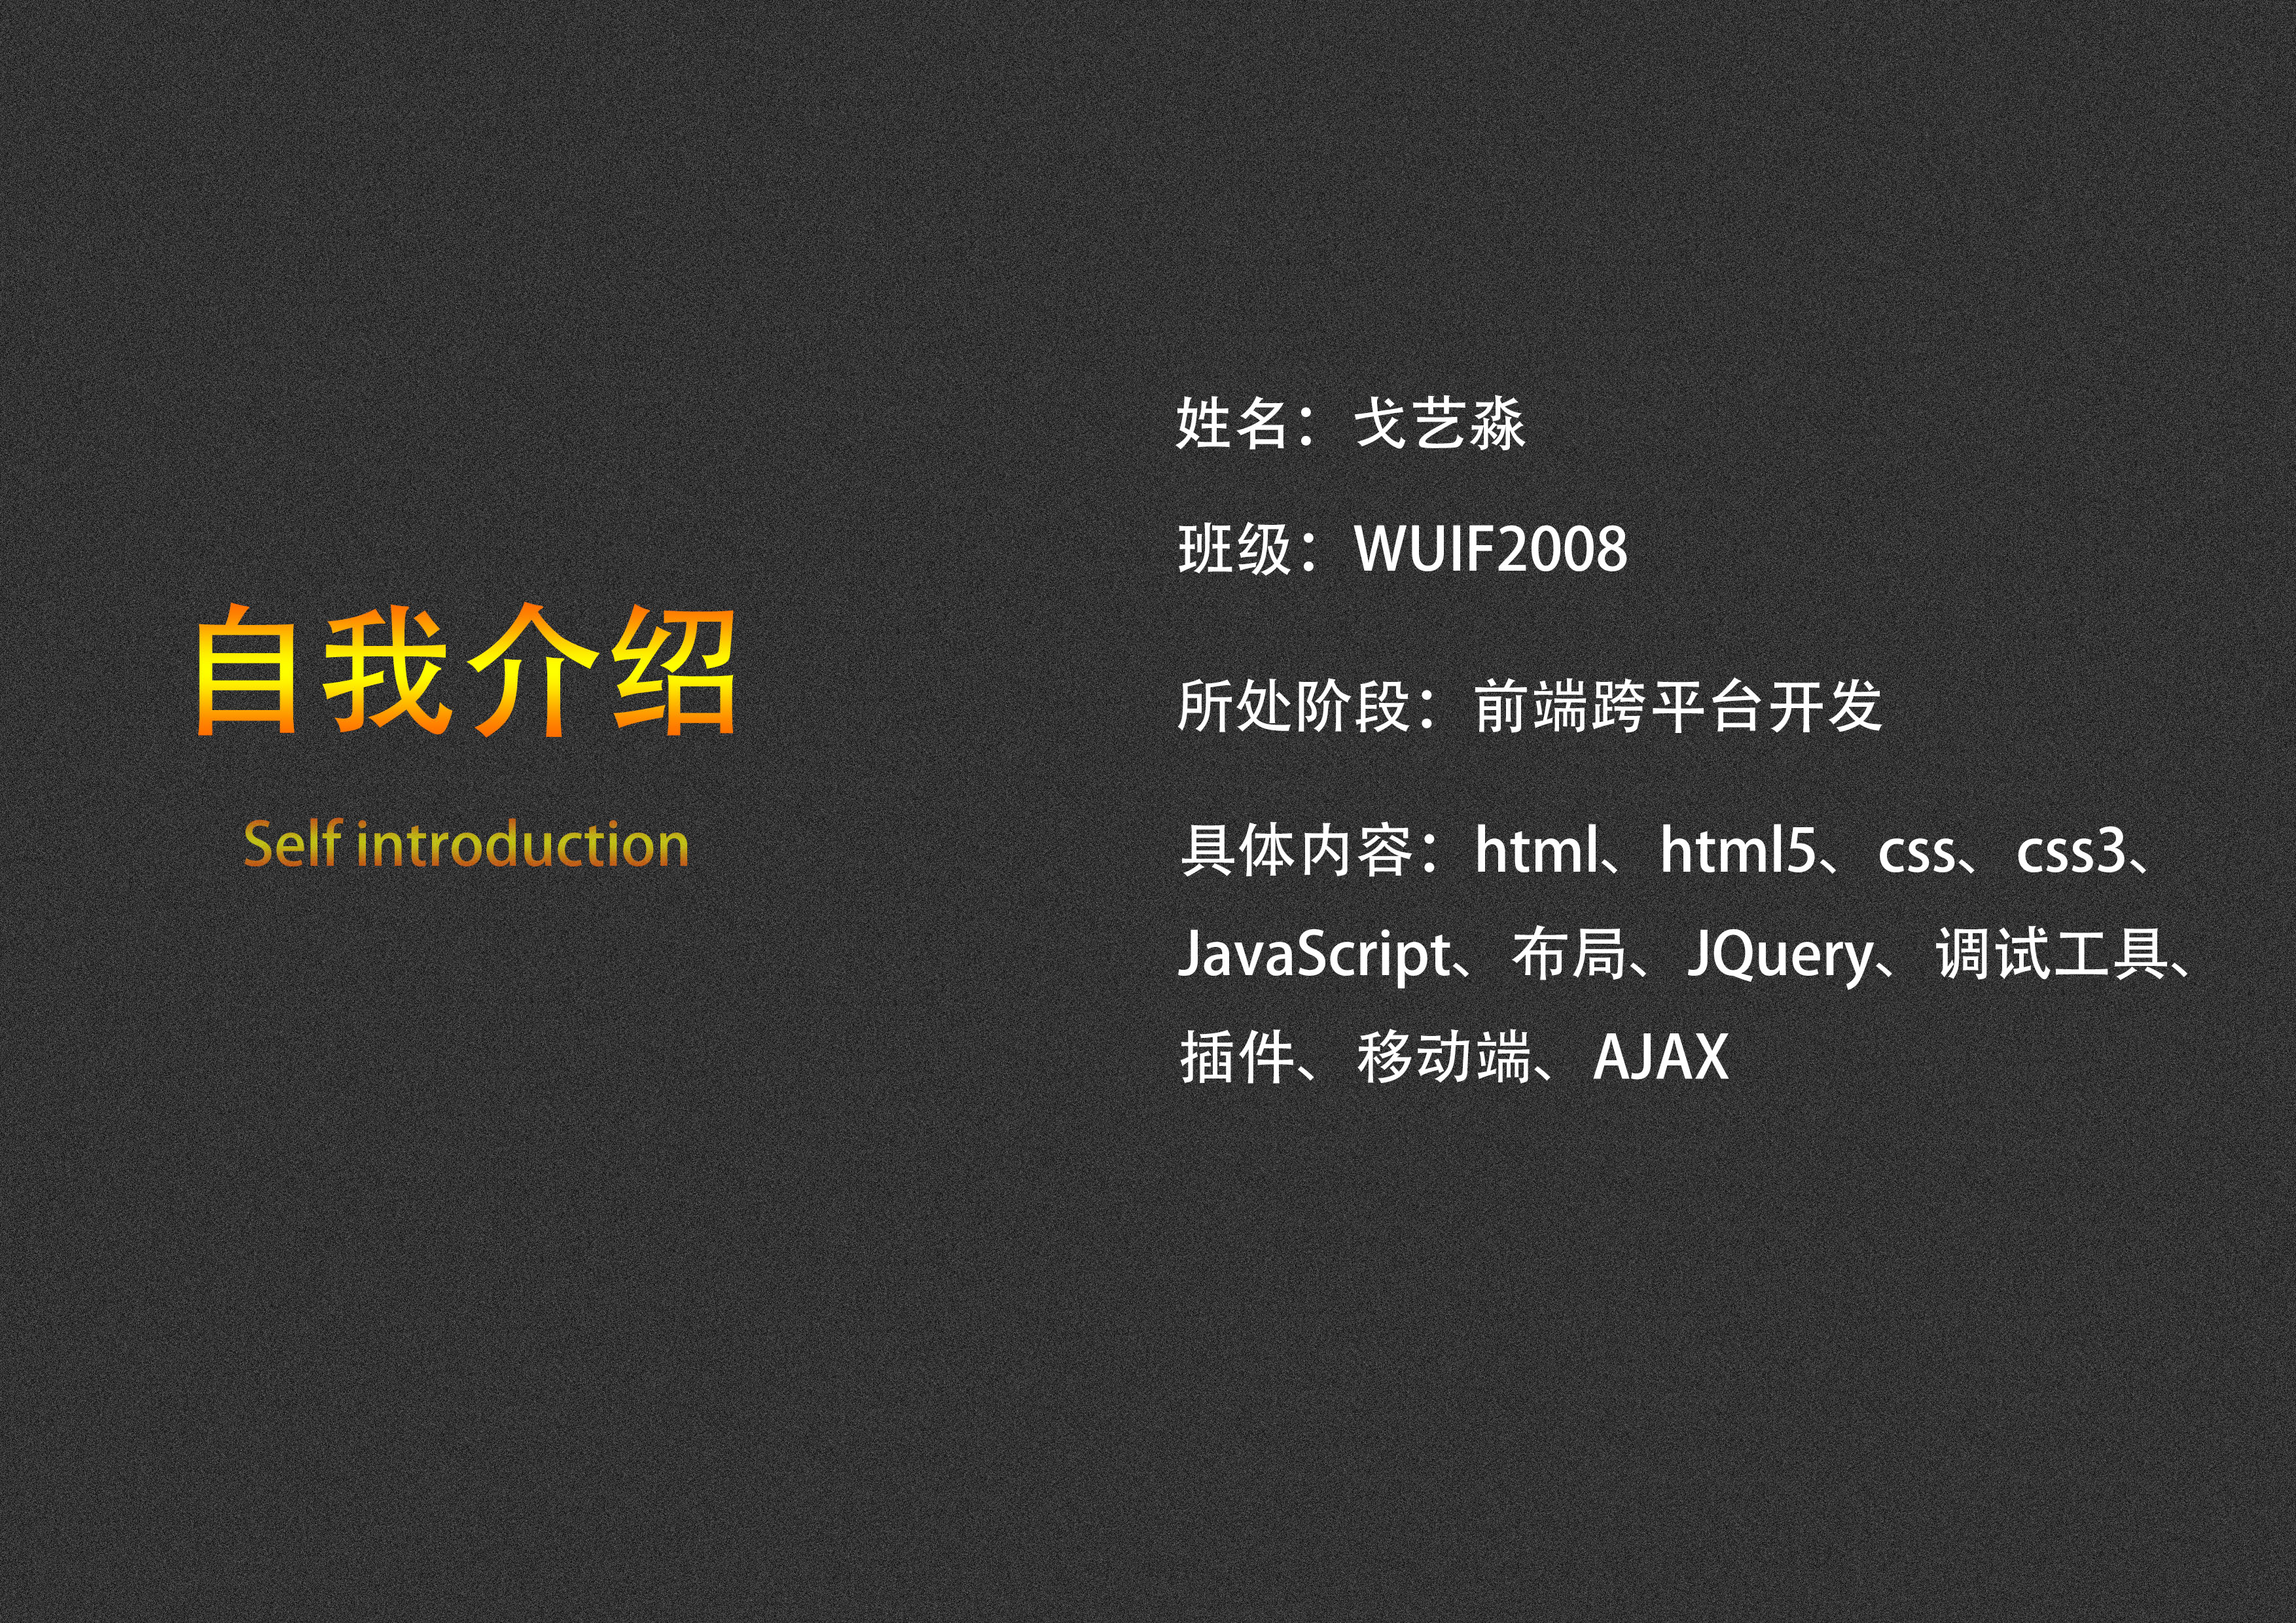 自我介绍
Self introduction
姓名：戈艺淼
班级：WUIF2008
所处阶段：前端跨平台开发
具体内容：html、html5、css、css3、
JavaScript、布局、JQuery、调试工具、
插件、移动端、AJAX